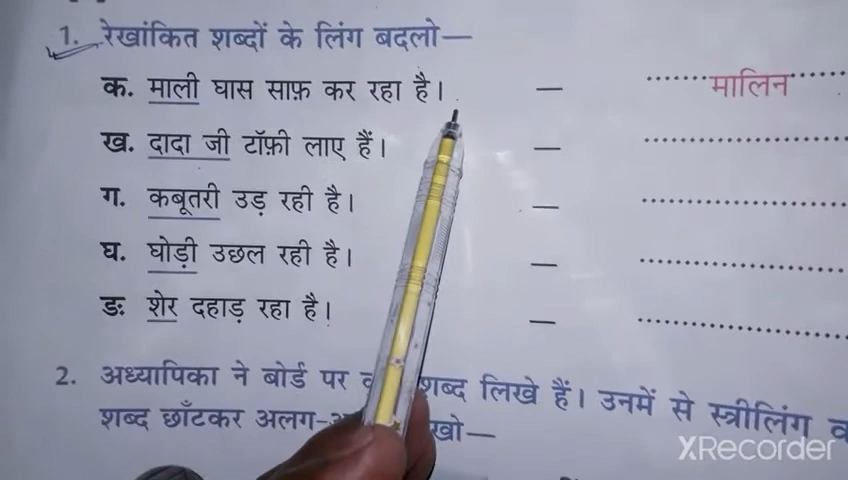 1. रेखांकित शब्दों के लिंग बदलो—
क. माली घास साफ़ कर रहा है। — मालिन
ख. दादा जी टॉफ़ी लाए हैं। —
ग. कबूतरी उड़ रही है। —
घ. घोड़ी उछल रही है। —
ङ. शेर दहाड़ रहा है। —
2. अध्यापिका ने बोर्ड पर शब्द लिखे हैं। उनमें से स्त्रीलिंग
शब्द छाँटकर अलग-
XRecorder